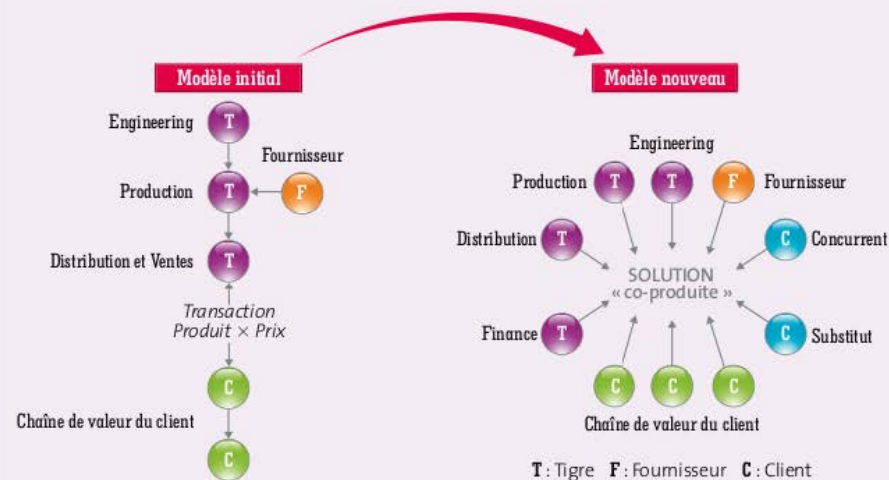 Modèle initial
Modèle nouveau
Engineering
T
Fournisseur
Production
T
F
Distribution et Ventes
T
Transaction
Produit × Prix
C
Chaîne de valeur du client
C
Engineering
Production
T
T
F
Fournisseur
Distribution
T
C
Concurrent
SOLUTION
« co-produite »
Finance
T
C
Substitut
C
C
C
Chaîne de valeur du client
T : Tigre F : Fournisseur C : Client